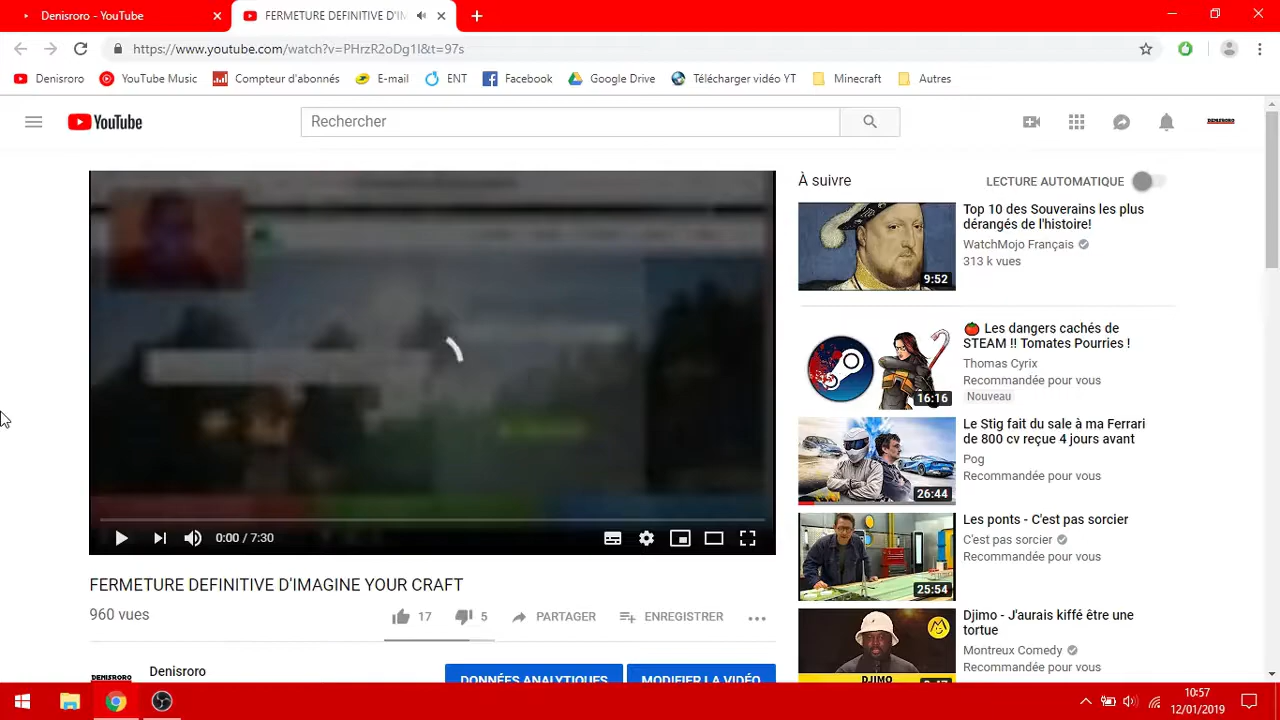 Denisroro - YouTube
FERMETURE DEFINITIVE D'I
https://www.youtube.com/watch?v=PHrzR2oDg1I&t=97s
Denisroro
YouTube Music
Compteur d'abonnés
E-mail
ENT
Facebook
Google Drive
Télécharger vidéo YT
Minecraft
Autres
YouTube
Rechercher
DENISRORO
À suivre
LECTURE AUTOMATIQUE
Top 10 des Souverains les plus
dérangés de l'histoire!
WatchMojo Français
313 k vues
9:52
Les dangers cachés de
STEAM !! Tomates Pourries !
Thomas Cyrix
Recommandée pour vous
Nouveau
16:16
Le Stig fait du sale à ma Ferrari
de 800 cv reçue 4 jours avant
Pog
Recommandée pour vous
26:44
Les ponts - C'est pas sorcier
C'est pas sorcier
Recommandée pour vous
25:54
Djimo - J'aurais kiffé être une
tortue
Montreux Comedy
Recommandée pour vous
DJIMO
0:00 / 7:30
FERMETURE DEFINITIVE D'IMAGINE YOUR CRAFT
960 vues
17
5
PARTAGER
ENREGISTRER
DENISRORO
Denisroro
DONNÉES ANALYTIQUES
MODIFIER LA VIDÉO
10:57
12/01/2019